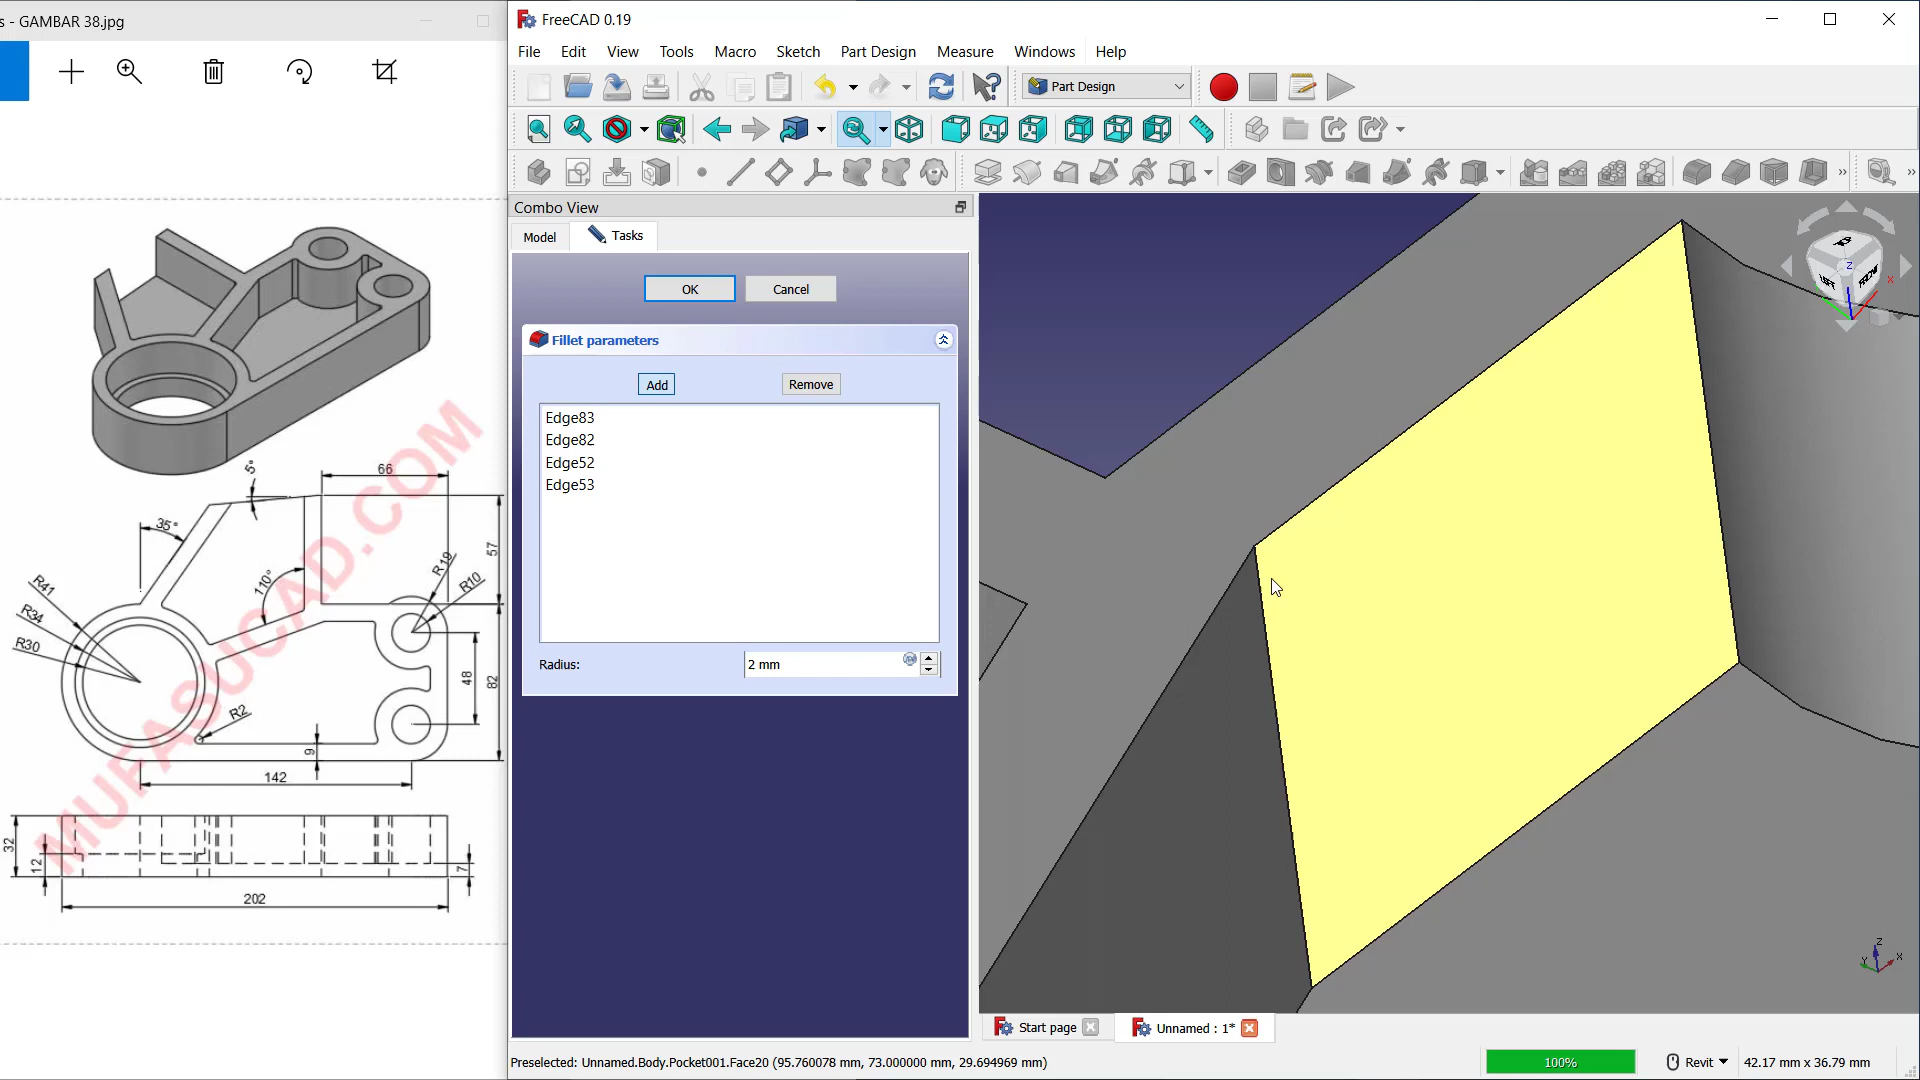 s - GAMBAR 38.jpg
FreeCAD 0.19
File Edit View Tools Macro Sketch Part Design Measure Windows Help
Part Design
Combo View
Model
Tasks
OK
Cancel
Fillet parameters
Add
Remove
Edge83
Edge82
Edge52
Edge53
Radius:
2 mm
5°
66
35°
57
R19
R10
110°
R41
R34
R30
48
82
R2
9
142
32
12
7
202
MUFASUCAD.COM
Z
X
Z
X
Y
Start page
Unnamed : 1*
Preselected: Unnamed.Body.Pocket001.Face20 (95.760078 mm, 73.000000 mm, 29.694969 mm)
100%
Revit
42.17 mm x 36.79 mm